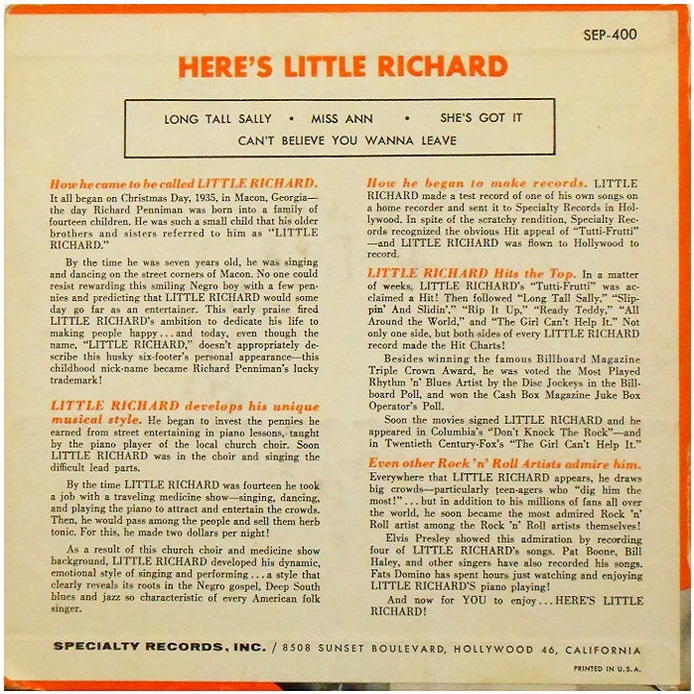 SEP-400
HERE'S LITTLE RICHARD
LONG TALL SALLY • MISS ANN • SHE'S GOT IT
CAN'T BELIEVE YOU WANNA LEAVE
How he came to be called LITTLE RICHARD.
It all began on Christmas Day, 1935, in Macon, Georgia—
the day Richard Penniman was born into a family of
fourteen children. He was such a small child that his older
brothers and sisters referred to him as "LITTLE
RICHARD."
By the time he was seven years old, he was singing
and dancing on the street corners of Macon. No one could
resist rewarding this smiling Negro boy with a few pen-
nies and predicting that LITTLE RICHARD would some
day go far as an entertainer. This early praise fired
LITTLE RICHARD'S ambition to dedicate his life to
making people happy...and today, even though the
name, "LITTLE RICHARD," doesn't appropriately de-
scribe this husky six-footer's personal appearance—this
childhood nick-name became Richard Penniman's lucky
trademark!
LITTLE RICHARD develops his unique
musical style. He began to invest the pennies he
earned from street entertaining in piano lessons, taught
by the piano player of the local church choir. Soon
LITTLE RICHARD was in the choir and singing the
difficult lead parts.
By the time LITTLE RICHARD was fourteen he took
a job with a traveling medicine show—singing, dancing,
and playing the piano to attract and entertain the crowds.
Then, he would pass among the people and sell them herb
tonic. For this, he made two dollars per night!
As a result of this church choir and medicine show
background, LITTLE RICHARD developed his dynamic,
emotional style of singing and performing...a style that
clearly reveals its roots in the Negro gospel, Deep South
blues and jazz so characteristic of every American folk
singer.
How he began to make records. LITTLE
RICHARD made a test record of one of his own songs on
a home recorder and sent it to Specialty Records in Hol-
lywood. In spite of the scratchy rendition, Specialty Rec-
ords recognized the obvious Hit appeal of "Tutti-Frutti"
—and LITTLE RICHARD was flown to Hollywood to
record.
LITTLE RICHARD Hits the Top. In a matter
of weeks, LITTLE RICHARD'S "Tutti-Frutti" was ac-
claimed a Hit! Then followed "Long Tall Sally," "Slip-
pin' And Slidin'," "Rip It Up," "Ready Teddy," "All
Around the World," and "The Girl Can't Help It." Not
only one side, but both sides of every LITTLE RICHARD
record made the Hit Charts!
Besides winning the famous Billboard Magazine
Triple Crown Award, he was voted the Most Played
Rhythm 'n' Blues Artist by the Disc Jockeys in the Bill-
board Poll, and won the Cash Box Magazine Juke Box
Operator's Poll.
Soon the movies signed LITTLE RICHARD and he
appeared in Columbia's "Don't Knock The Rock"—and
in Twentieth Century-Fox's "The Girl Can't Help It."
Even other Rock 'n' Roll Artists admire him.
Everywhere that LITTLE RICHARD appears, he draws
big crowds—particularly teen-agers who "dig him the
most!"...but in addition to his millions of fans all over
the world, he soon became the most admired Rock 'n'
Roll artist among the Rock 'n' Roll artists themselves!
Elvis Presley showed this admiration by recording
four of LITTLE RICHARD's songs. Pat Boone, Bill
Haley, and other singers have also recorded his songs.
Fats Domino has spent hours just watching and enjoying
LITTLE RICHARD'S piano playing!
And now for YOU to enjoy...HERE'S LITTLE
RICHARD!
SPECIALTY RECORDS, INC. / 8508 SUNSET BOULEVARD, HOLLYWOOD 46, CALIFORNIA
PRINTED IN U.S.A.